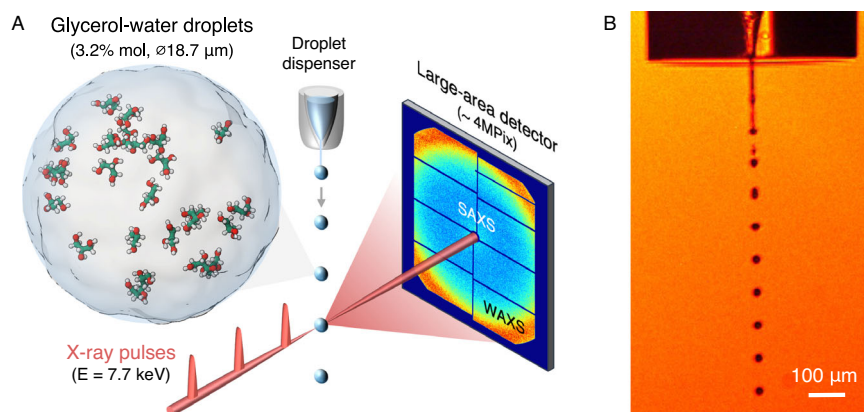 A
Glycerol-water droplets
(3.2% mol, ⌀18.7 µm)
Droplet
dispenser
Large-area detector
(~ 4MPix)
SAXS
WAXS
X-ray pulses
(E = 7.7 keV)
B
100 µm